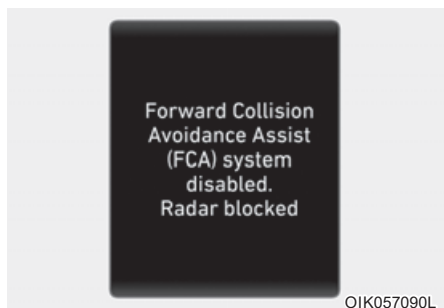 Forward Collision
Avoidance Assist
(FCA) system
disabled.
Radar blocked
OIK057090L